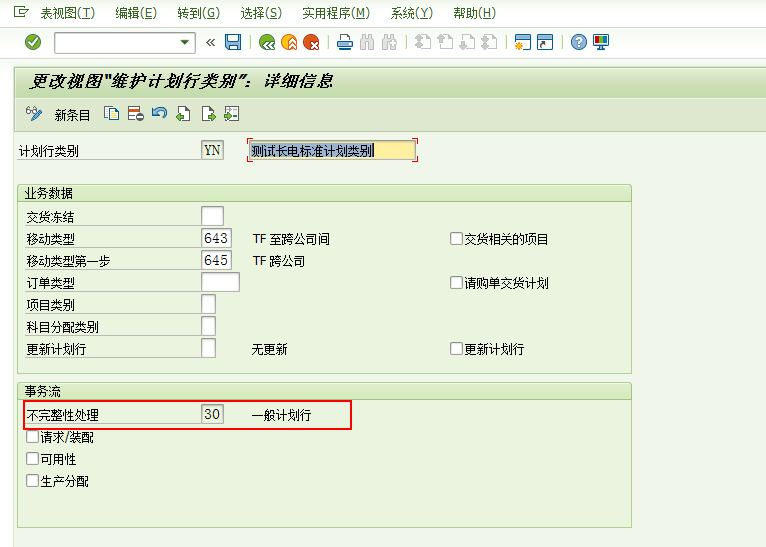 表视图(T) 编辑(E) 转到(G) 选择(S) 实用程序(M) 系统(Y) 帮助(H)
更改视图"维护计划行类别": 详细信息
新条目
计划行类别 YN 测试长电标准计划类别
业务数据
交货冻结
移动类型 643 TF 至跨公司间 交货相关的项目
移动类型第一步 645 TF 跨公司
订单类型 请购单交货计划
项目类别
科目分配类别
更新计划行 无更新 更新计划行
事务流
不完整性处理 30 一般计划行
请求/装配
可用性
生产分配